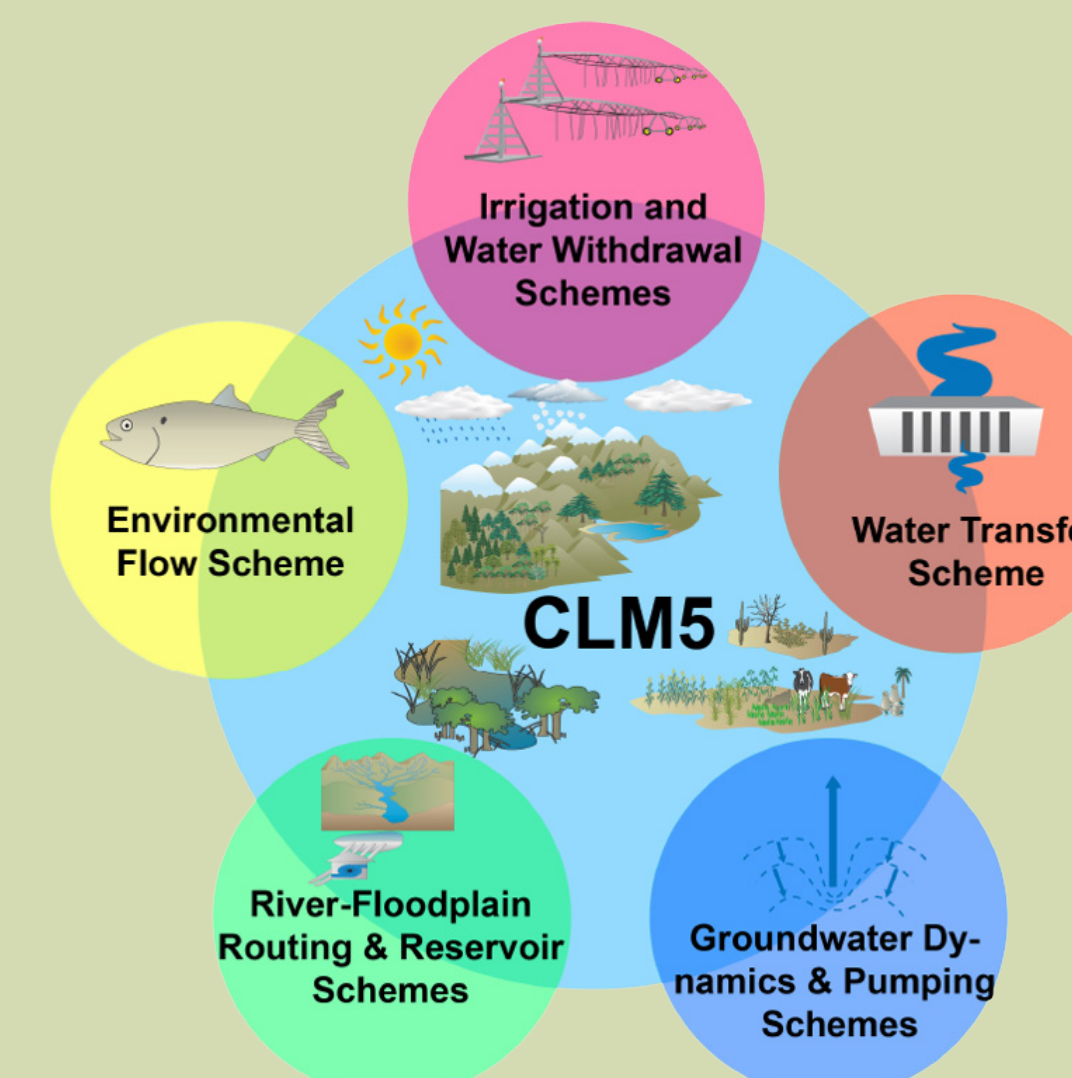 Irrigation and
Water Withdrawal
Schemes
Environmental
Flow Scheme
Water
Scheme
CLM5
River-Floodplain
Routing & Reservoir
Schemes
Groundwater Dy-
namics & Pumping
Schemes